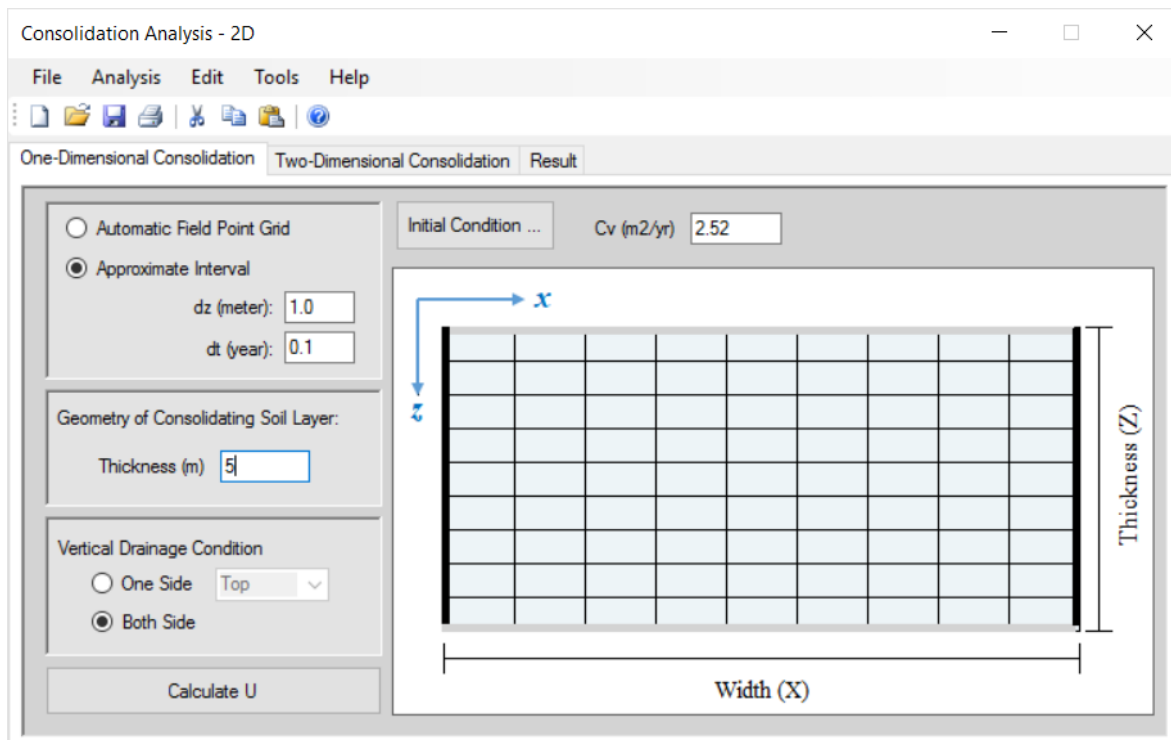 Consolidation Analysis - 2D
File Analysis Edit Tools Help
One-Dimensional Consolidation Two-Dimensional Consolidation Result
Automatic Field Point Grid
Approximate Interval
dz (meter): 1.0
dt (year): 0.1
Geometry of Consolidating Soil Layer:
Thickness (m) 5
Vertical Drainage Condition
One Side Top
Both Side
Calculate U
Initial Condition ... Cv (m2/yr) 2.52
x
z
Thickness (Z)
Width (X)